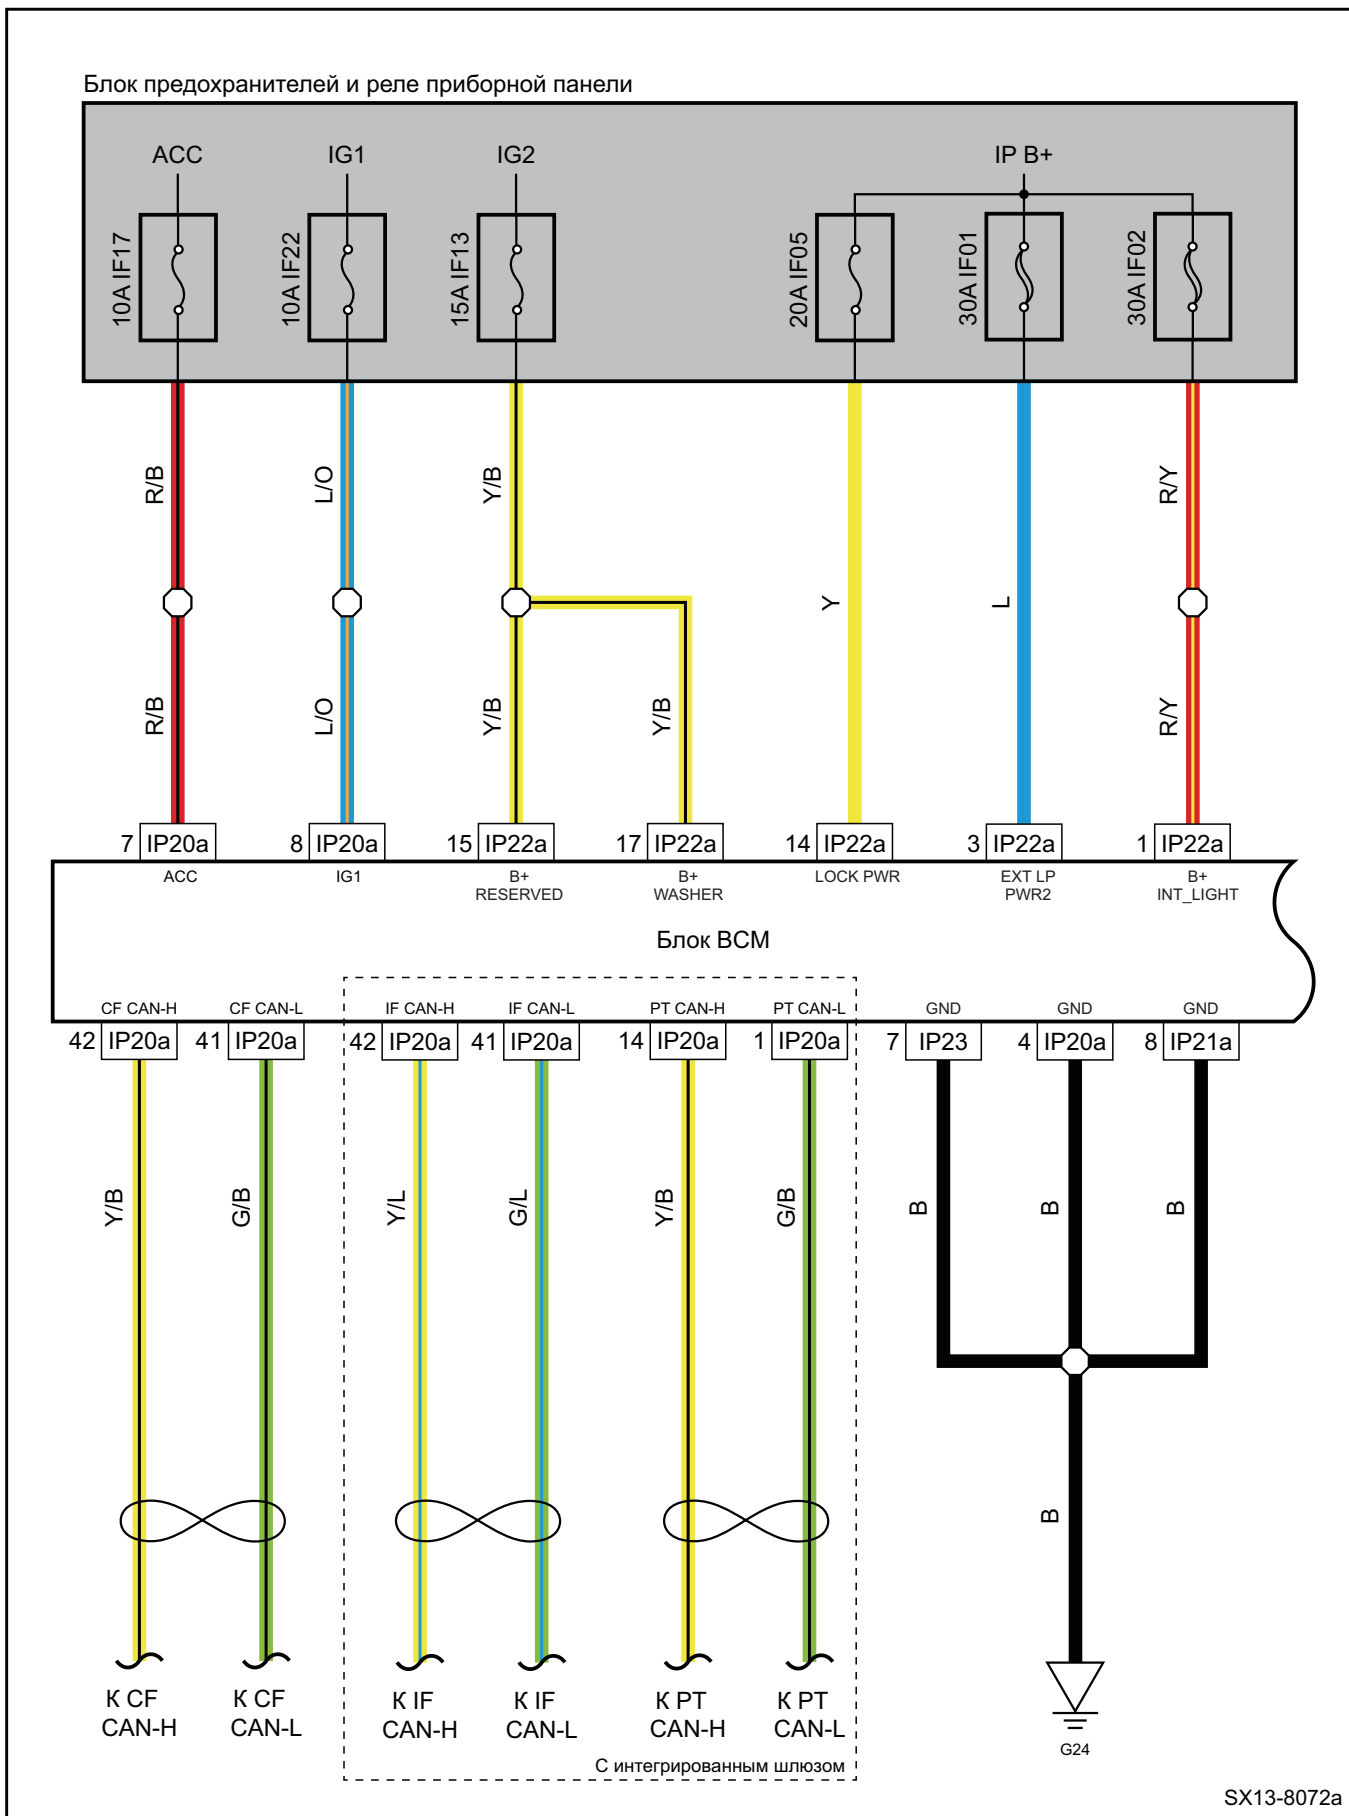 Блок предохранителей и реле приборной панели
ACC
IG1
IG2
IP B+
10A IF17
10A IF22
15A IF13
20A IF05
30A IF01
30A IF02
R/B
L/O
Y/B
R/Y
Y
L
R/B
L/O
Y/B
Y/B
R/Y
7 IP20a
8 IP20a
15 IP22a
17 IP22a
14 IP22a
3 IP22a
1 IP22a
ACC
IG1
B+
RESERVED
B+
WASHER
LOCK PWR
EXT LP
PWR2
B+
INT_LIGHT
Блок BCM
CF CAN-H
CF CAN-L
IF CAN-H
IF CAN-L
PT CAN-H
PT CAN-L
GND
GND
GND
42 IP20a
41 IP20a
42 IP20a
41 IP20a
14 IP20a
1 IP20a
7 IP23
4 IP20a
8 IP21a
Y/B
G/B
Y/L
G/L
Y/B
G/B
B
B
B
B
К CF
CAN-H
К CF
CAN-L
К IF
CAN-H
К IF
CAN-L
К PT
CAN-H
К PT
CAN-L
G24
С интегрированным шлюзом
SX13-8072a